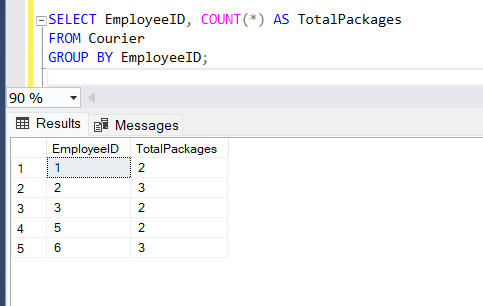 SELECT EmployeeID, COUNT(*) AS TotalPackages
FROM Courier
GROUP BY EmployeeID;
90 %
Results Messages
EmployeeID TotalPackages
1 1 2
2 2 3
3 3 2
4 5 2
5 6 3